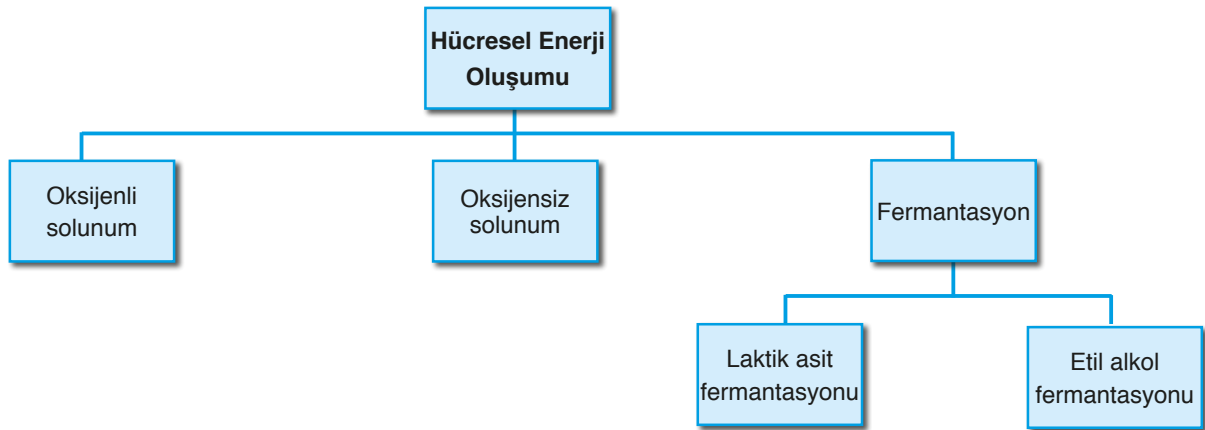 Hücresel Enerji
Oluşumu
Oksijenli
solunum
Oksijensiz
solunum
Fermantasyon
Laktik asit
fermantasyonu
Etil alkol
fermantasyonu